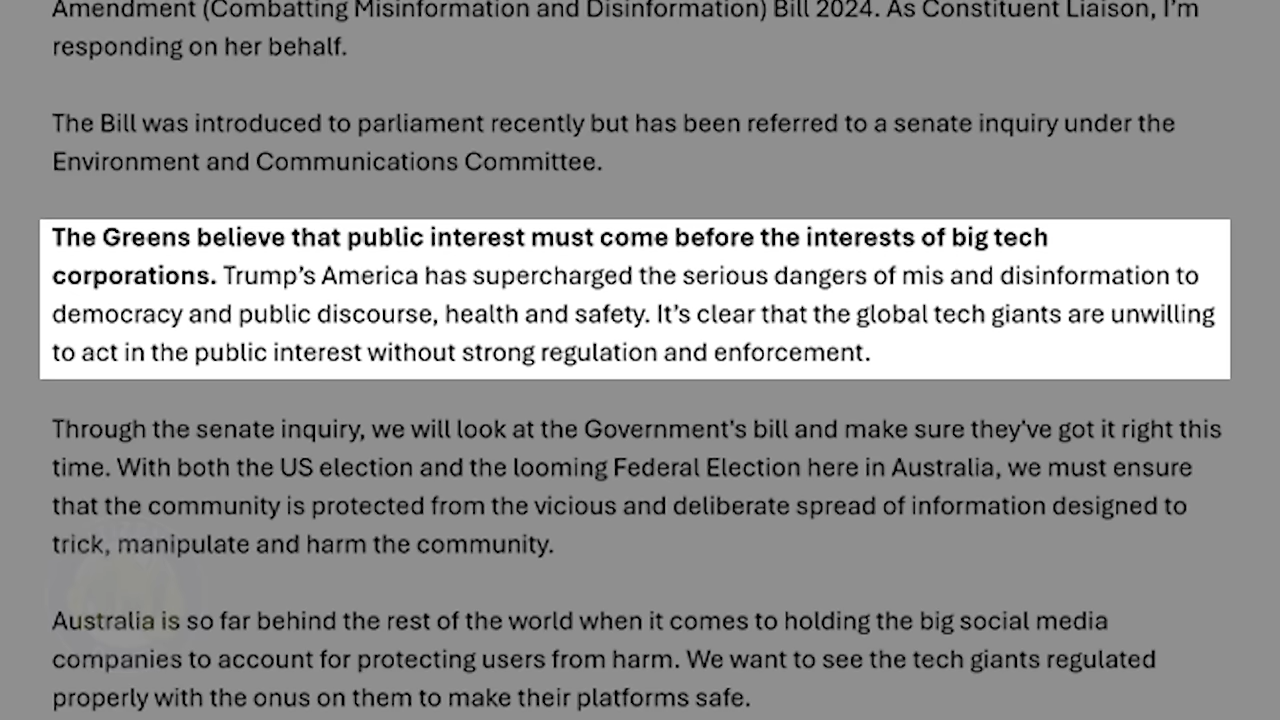 Amendment (Combatting Misinformation and Disinformation) Bill 2024. As Constituent Liaison, I'm
responding on her behalf.
The Bill was introduced to parliament recently but has been referred to a senate inquiry under the
Environment and Communications Committee.
The Greens believe that public interest must come before the interests of big tech
corporations. Trump's America has supercharged the serious dangers of mis and disinformation to
democracy and public discourse, health and safety. It's clear that the global tech giants are unwilling
to act in the public interest without strong regulation and enforcement.
Through the senate inquiry, we will look at the Government's bill and make sure they've got it right this
time. With both the US election and the looming Federal Election here in Australia, we must ensure
that the community is protected from the vicious and deliberate spread of information designed to
trick, manipulate and harm the community.
Australia is so far behind the rest of the world when it comes to holding the big social media
companies to account for protecting users from harm. We want to see the tech giants regulated
properly with the onus on them to make their platforms safe.